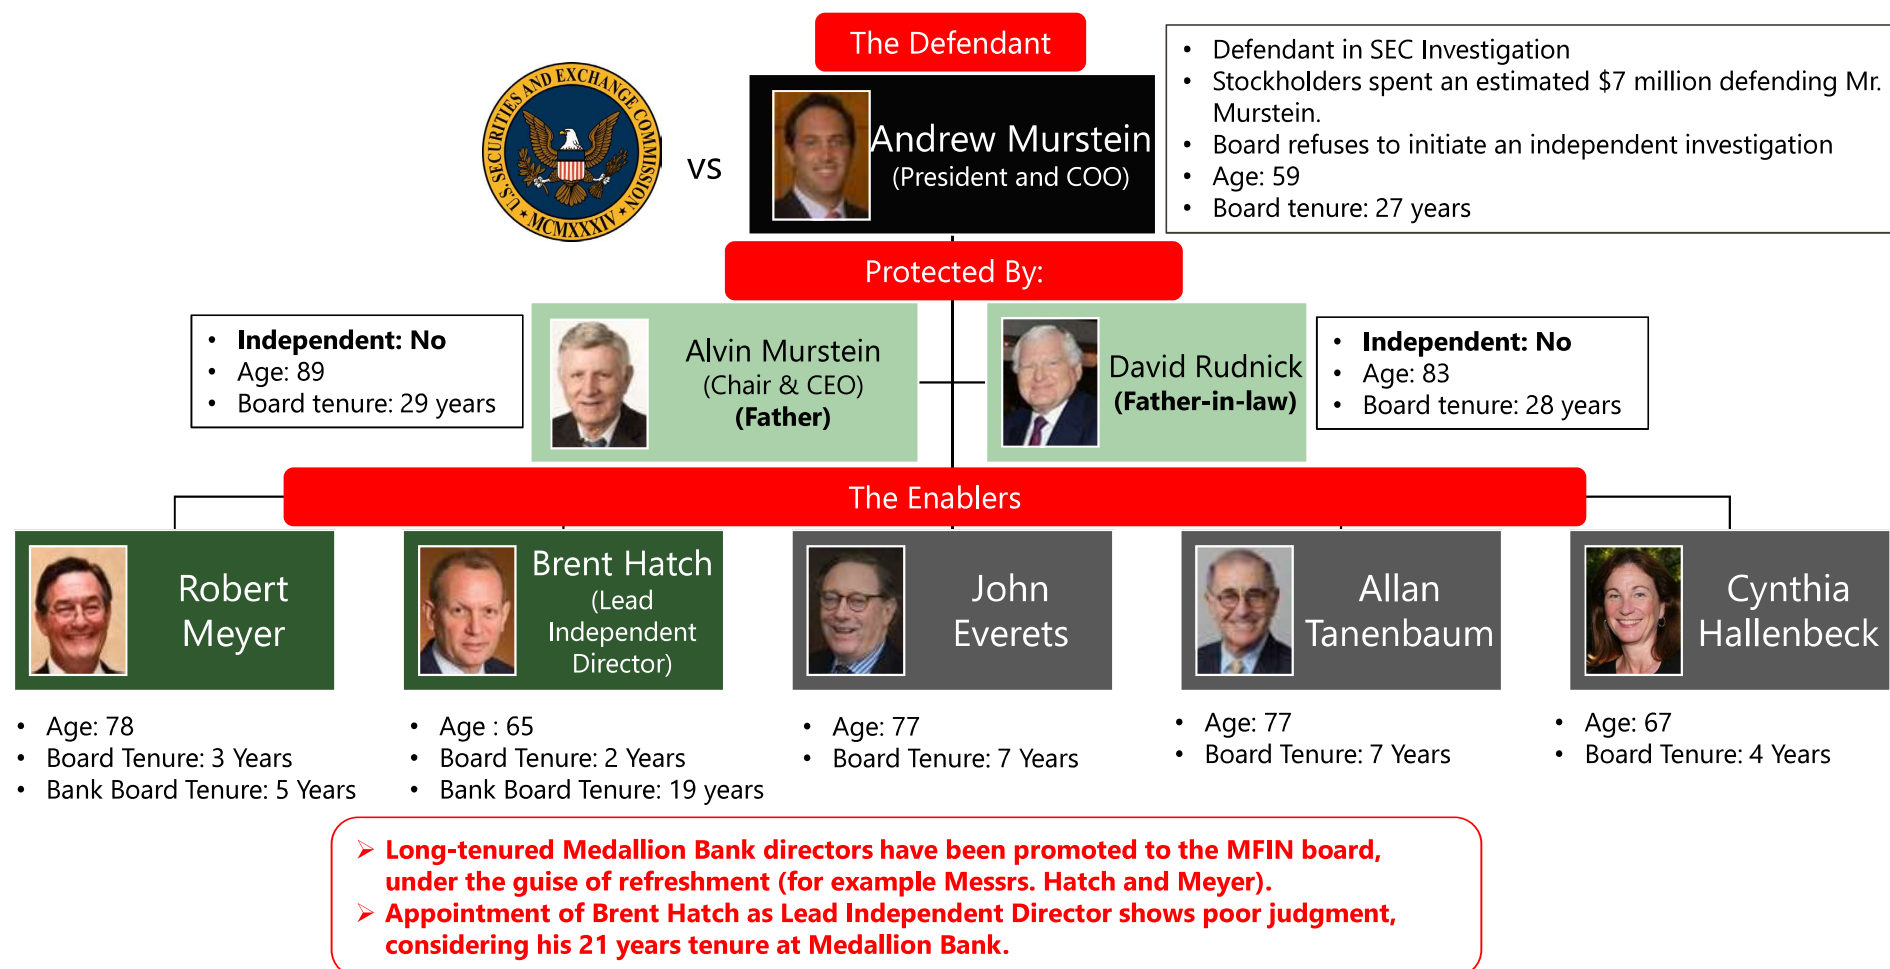 The Defendant
U.S. SECURITIES AND EXCHANGE COMMISSION
MCMXXXIV
vs
Andrew Murstein
(President and COO)
• Defendant in SEC Investigation
• Stockholders spent an estimated $7 million defending Mr.
Murstein.
• Board refuses to initiate an independent investigation
• Age: 59
• Board tenure: 27 years
Protected By:
• Independent: No
• Age: 89
• Board tenure: 29 years
Alvin Murstein
(Chair & CEO)
(Father)
David Rudnick
(Father-in-law)
• Independent: No
• Age: 83
• Board tenure: 28 years
The Enablers
Robert
Meyer
• Age: 78
• Board Tenure: 3 Years
• Bank Board Tenure: 5 Years
Brent Hatch
(Lead
Independent
Director)
• Age : 65
• Board Tenure: 2 Years
• Bank Board Tenure: 19 years
John
Everets
• Age: 77
• Board Tenure: 7 Years
Allan
Tanenbaum
• Age: 77
• Board Tenure: 7 Years
Cynthia
Hallenbeck
• Age: 67
• Board Tenure: 4 Years
➢ Long-tenured Medallion Bank directors have been promoted to the MFIN board,
under the guise of refreshment (for example Messrs. Hatch and Meyer).
➢ Appointment of Brent Hatch as Lead Independent Director shows poor judgment,
considering his 21 years tenure at Medallion Bank.